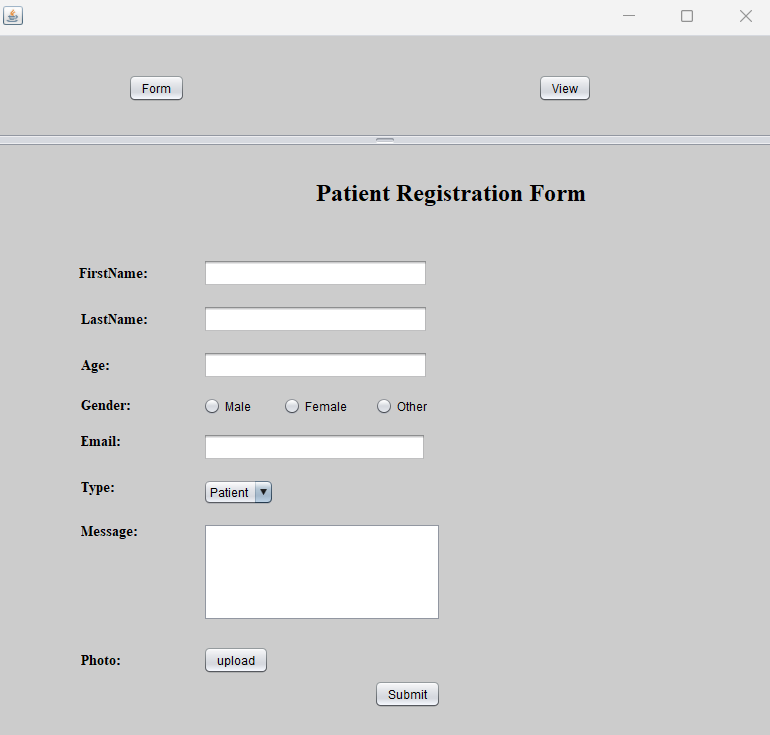 Form View
Patient Registration Form
FirstName:
LastName:
Age:
Gender: Male Female Other
Email:
Type: Patient
Message:
Photo: upload
Submit